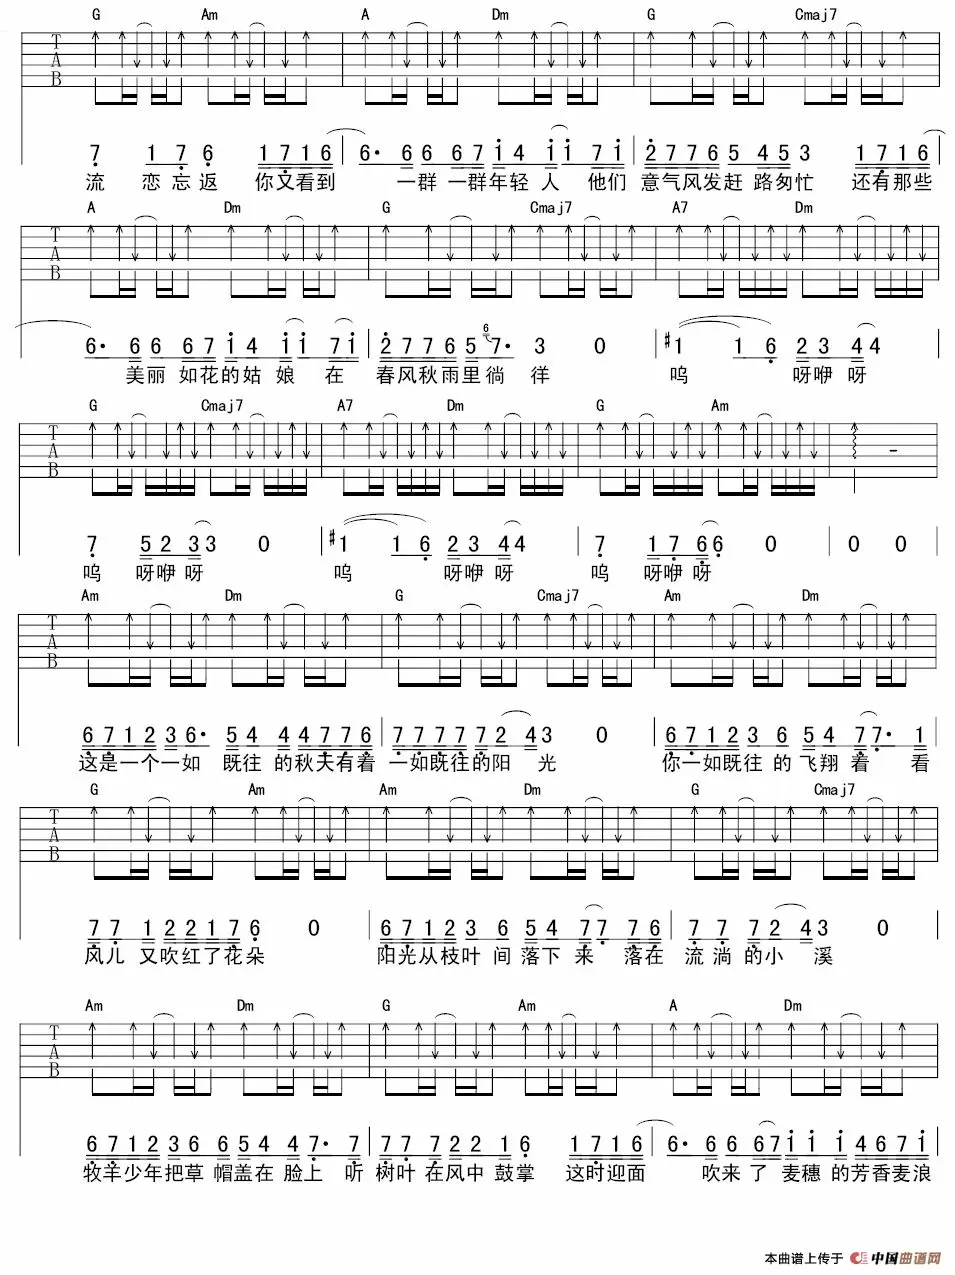 G Am A Dm G Cmaj7
T
A
B
7 1 7 6 1 7 1 6 6· 6 6 6 7 1 4 1 1 7 1 2 7 7 6 5 4 5 3 1 7 1 6
流 恋忘返 你又看到 一群 一群年轻 人 他们 意气风发赶 路匆忙 还有那些
A Dm G Cmaj7 A7 Dm
T
A
B
6· 6 6 6 7 1 4 1 1 7 1 2 7 7 6 5 6 7· 3 0 #1 1 6 2 3 4 4
美丽 如花的姑 娘 在 春风秋雨里徜 徉 呜 呀咿呀
G Cmaj7 A7 Dm G Am
T
A
B
7 5 2 3 3 0 #1 1 6 2 3 4 4 7 1 7 6 6 0 0 0
呜 呀咿呀 呜 呀咿呀 呜 呀咿呀
Am Dm G Cmaj7 Am Dm
T
A
B
6 7 1 2 3 6· 5 4 4 4 7 7 6 7 7 7 7 7 2 4 3 0 6 7 1 2 3 6 5 4 7 7· 1
这是一个一如 既往 的秋天有着 一如既往的阳 光 你一如既往 的飞翔着 看
G Am Am Dm G Cmaj7
T
A
B
7 7 1 2 2 1 7 6 0 6 7 1 2 3 6 5 4 7 7 7 6 7 7 7 2 4 3 0
风儿 又吹红了花朵 阳光从枝叶 间落下 来 落在 流淌 的小 溪
Am Dm G Am A Dm
T
A
B
6 7 1 2 3 6 6 5 4 4 7· 7 7 7 7 2 2 1 6 1 7 1 6 6· 6 6 7 1 1 1 4 6 7 1
牧羊少年把草 帽盖在 脸上 听 树叶 在风中 鼓掌 这时迎面 吹来了 麦穗 的芳香麦浪
本曲谱上传于 中国曲谱网